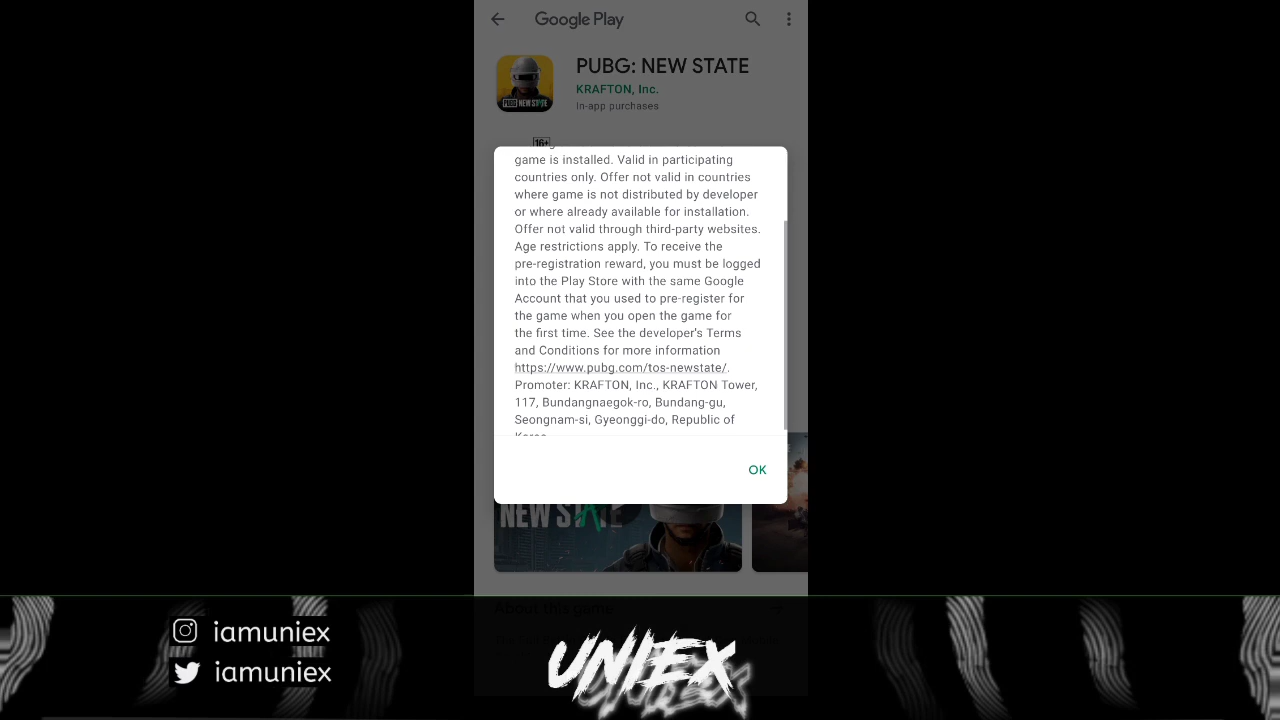 Google Play
PUBG: NEW STATE
KRAFTON, Inc.
In-app purchases
16+
game is installed. Valid in participating
countries only. Offer not valid in countries
where game is not distributed by developer
or where already available for installation.
Offer not valid through third-party websites.
Age restrictions apply. To receive the
pre-registration reward, you must be logged
into the Play Store with the same Google
Account that you used to pre-register for
the game when you open the game for
the first time. See the developer's Terms
and Conditions for more information
https://www.pubg.com/tos-newstate/.
Promoter: KRAFTON, Inc., KRAFTON Tower,
117, Bundangnaegok-ro, Bundang-gu,
Seongnam-si, Gyeonggi-do, Republic of
Korea
OK
NEW STATE
About this game
iamuniex
iamuniex
UNIEX